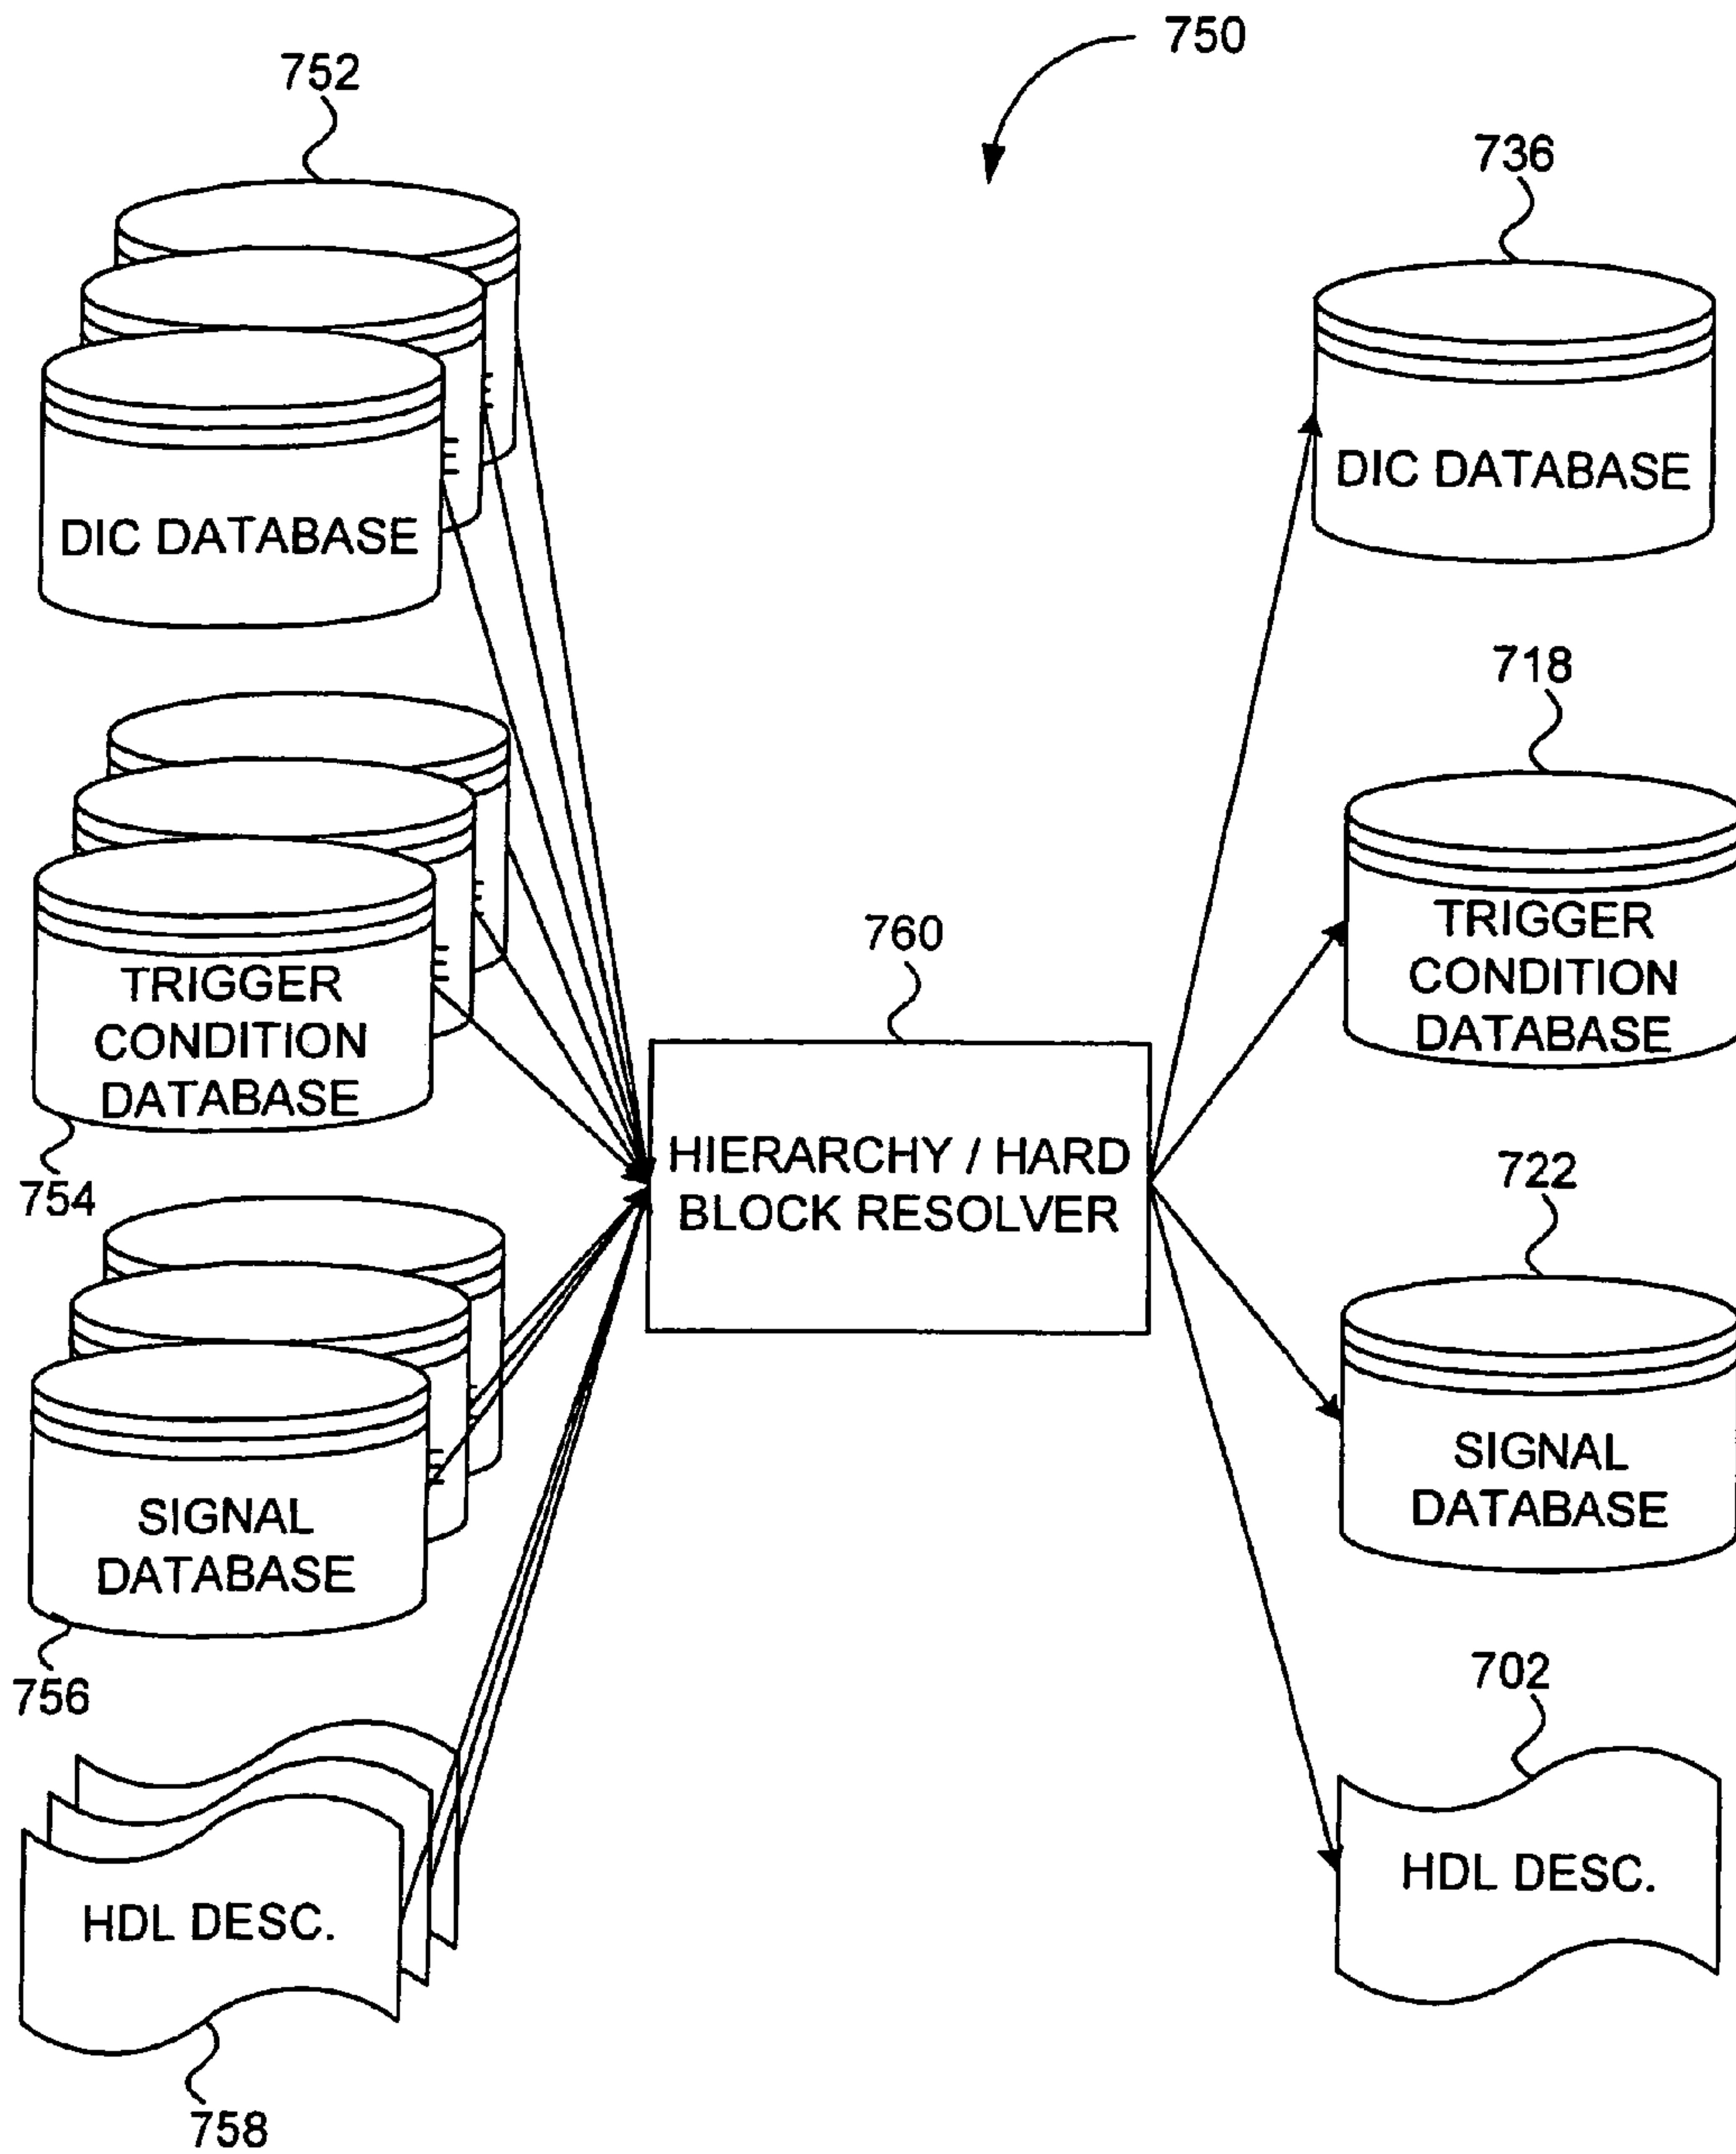 750
752
736
DIC DATABASE
DIC DATABASE
718
TRIGGER
CONDITION
DATABASE
754
760
TRIGGER
CONDITION
DATABASE
HIERARCHY / HARD
BLOCK RESOLVER
722
SIGNAL
DATABASE
756
SIGNAL
DATABASE
702
HDL DESC.
758
HDL DESC.